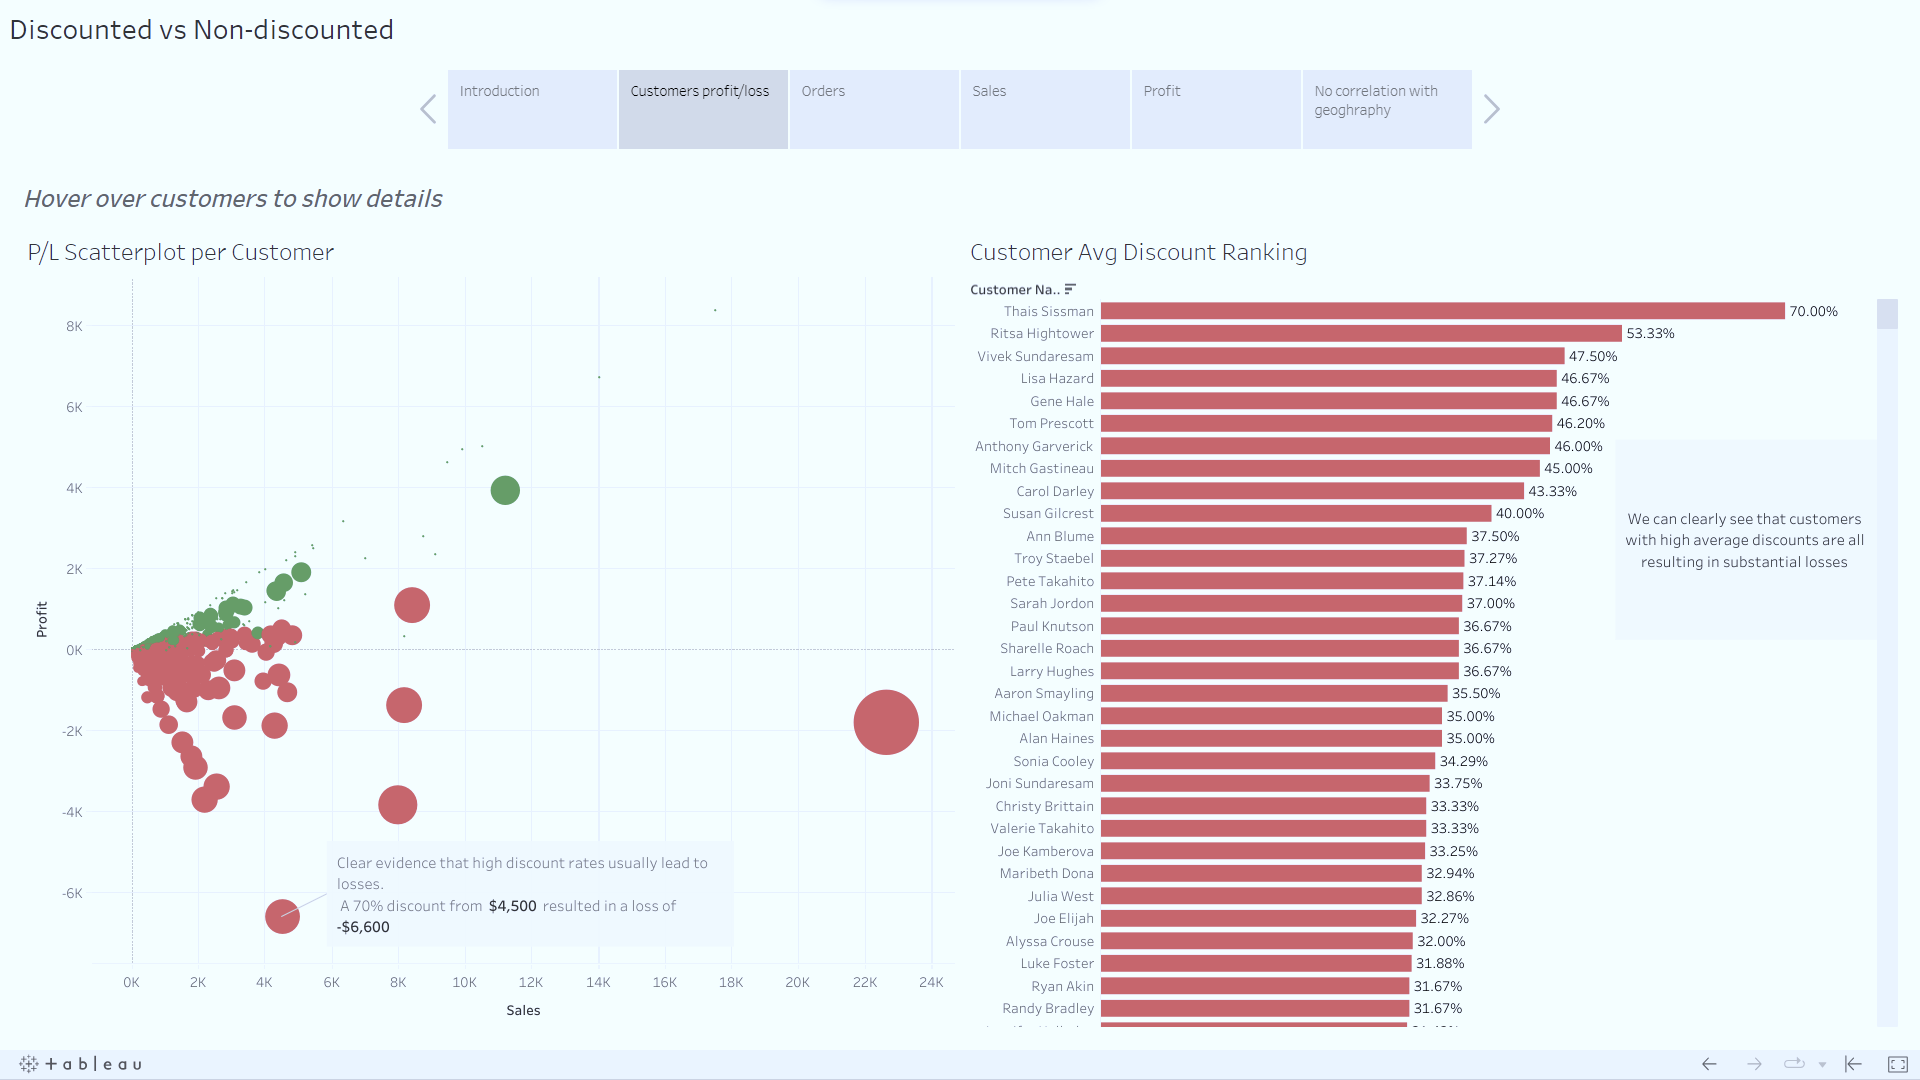 Discounted vs Non-discounted
Introduction
Customers profit/loss
Orders
Sales
Profit
No correlation with
geoghraphy
Hover over customers to show details
P/L Scatterplot per Customer
8K
6K
4K
2K
0K
-2K
-4K
-6K
Profit
Clear evidence that high discount rates usually lead to
losses.
A 70% discount from $4,500 resulted in a loss of
-$6,600
0K 2K 4K 6K 8K 10K 12K 14K 16K 18K 20K 22K 24K
Sales
Customer Avg Discount Ranking
Customer Na..
Thais Sissman 70.00%
Ritsa Hightower 53.33%
Vivek Sundaresam 47.50%
Lisa Hazard 46.67%
Gene Hale 46.67%
Tom Prescott 46.20%
Anthony Garverick 46.00%
Mitch Gastineau 45.00%
Carol Darley 43.33%
Susan Gilcrest 40.00%
Ann Blume 37.50%
Troy Staebel 37.27%
Pete Takahito 37.14%
Sarah Jordon 37.00%
Paul Knutson 36.67%
Sharelle Roach 36.67%
Larry Hughes 36.67%
Aaron Smayling 35.50%
Michael Oakman 35.00%
Alan Haines 35.00%
Sonia Cooley 34.29%
Joni Sundaresam 33.75%
Christy Brittain 33.33%
Valerie Takahito 33.33%
Joe Kamberova 33.25%
Maribeth Dona 32.94%
Julia West 32.86%
Joe Elijah 32.27%
Alyssa Crouse 32.00%
Luke Foster 31.88%
Ryan Akin 31.67%
Randy Bradley 31.67%
We can clearly see that customers
with high average discounts are all
resulting in substantial losses
+ableau